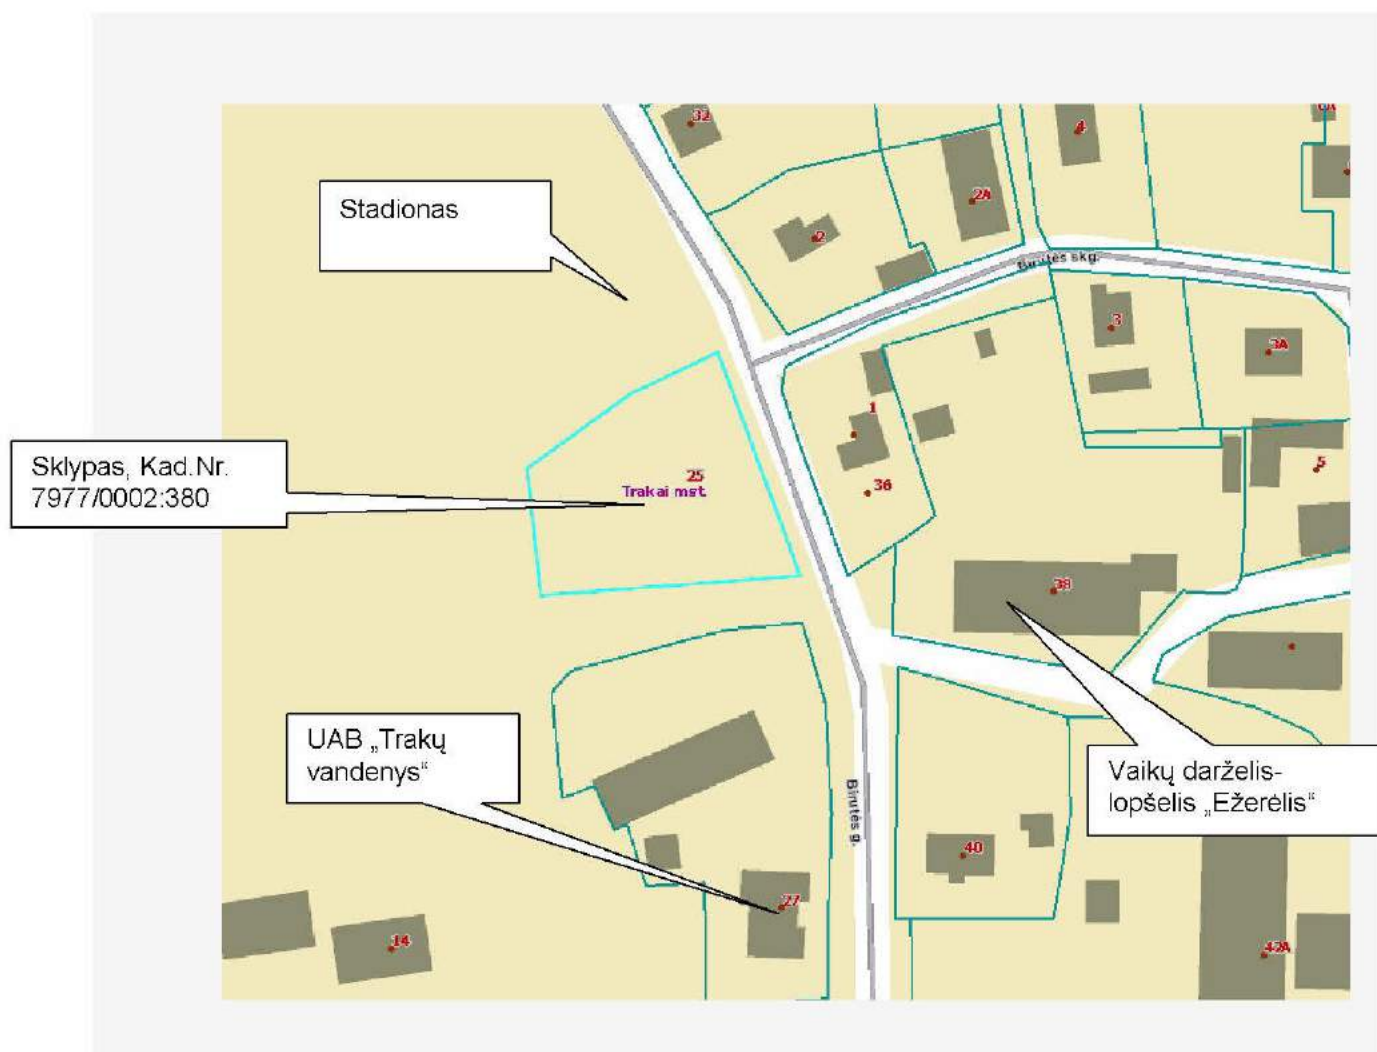 32
4
Stadionas
2A
2
Birutės skg.
3
3A
1
Sklypas, Kad.Nr.
7977/0002:380
25
Trakai mst.
36
5
38
UAB „Trakų
vandenys“
Vaikų darželis-
lopšelis „Ežerėlis“
Birutės g.
40
27
14
42A